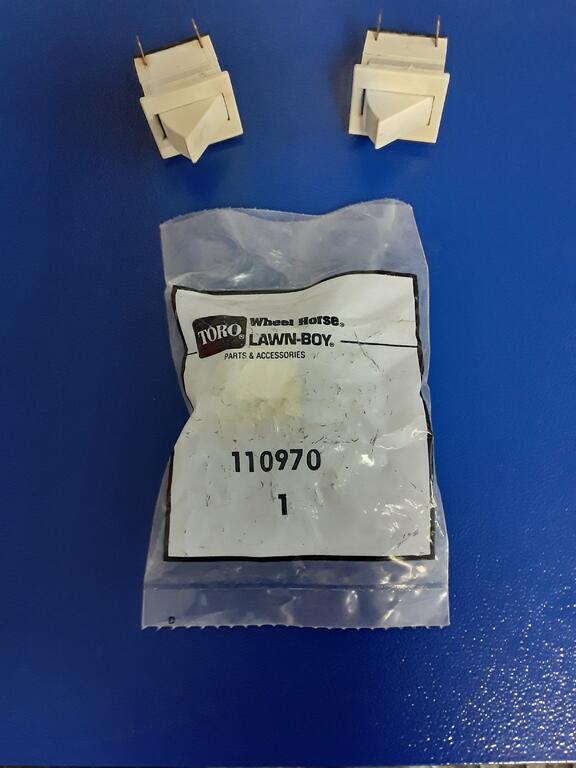 TORO® Wheel Horse®
LAWN-BOY®
PARTS & ACCESSORIES
110970
1